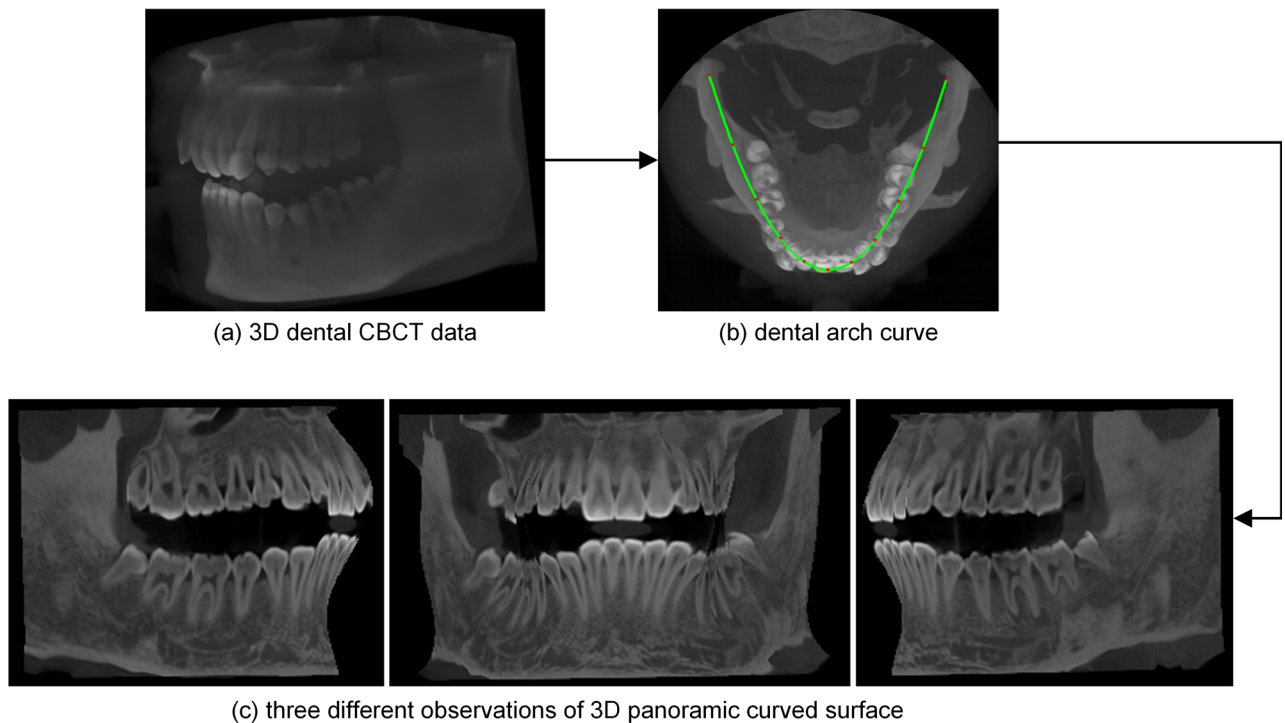 (a) 3D dental CBCT data
(b) dental arch curve
(c) three different observations of 3D panoramic curved surface